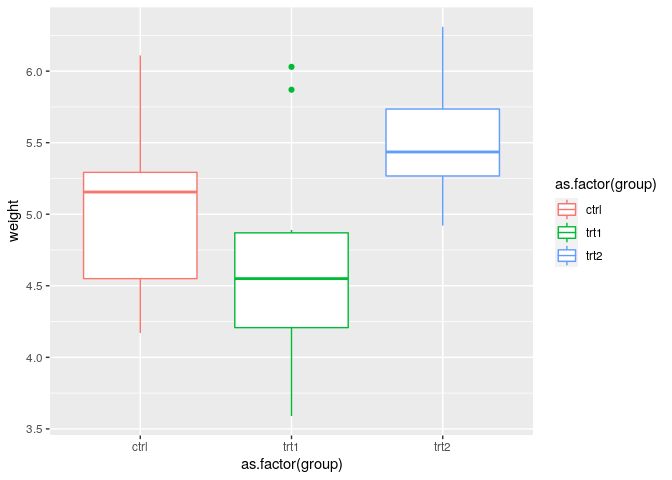 weight
6.0
5.5
5.0
4.5
4.0
3.5
ctrl
trt1
trt2
as.factor(group)
as.factor(group)
ctrl
trt1
trt2